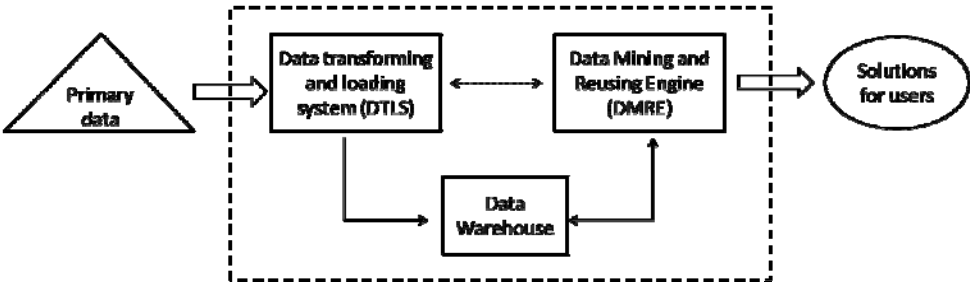 Primary
data
Data transforming
and loading
system (DTLS)
Data Mining and
Reusing Engine
(DMRE)
Data
Warehouse
Solutions
for users